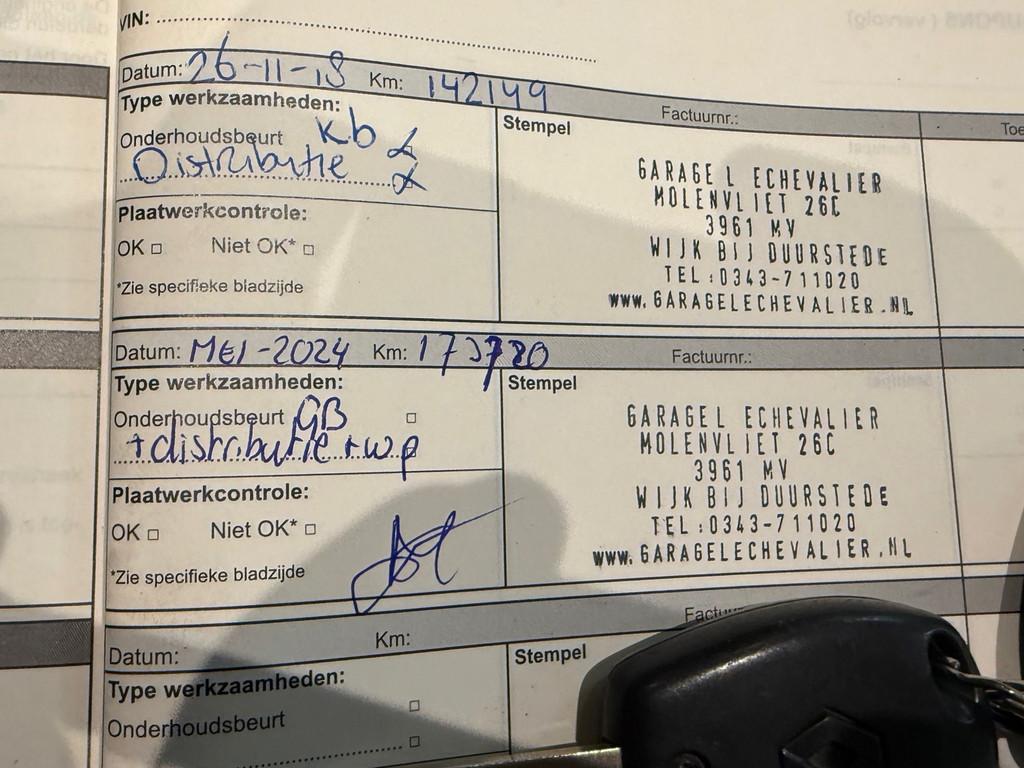 VIN:
Datum: 26-11-18 Km: 142149
Factuurnr.:
Type werkzaamheden:
Stempel
Toe
Onderhoudsbeurt Kb
Distributie
Plaatwerkcontrole:
OK □ Niet OK* □
*Zie specifieke bladzijde
GARAGE L ECHEVALIER
MOLENVLIET 26C
3961 MV
WIJK BIJ DUURSTEDE
TEL:0343-711020
www.GARAGELECHEVALIER.NL
Datum: MEI-2024 Km:
Factuurnr.:
Type werkzaamheden:
Stempel
Onderhoudsbeurt GB □
+distributie + w.p
Plaatwerkcontrole:
OK □ Niet OK* □
*Zie specifieke bladzijde
GARAGEL ECHEVALIER
MOLENVLIET 26C
3961 MV
WIJK BIJ DUURSTEDE
TEL:0343-711020
www.GARAGELECHEVALIER.NL
Datum: Km:
Factuur
Type werkzaamheden:
Stempel
Onderhoudsbeurt □